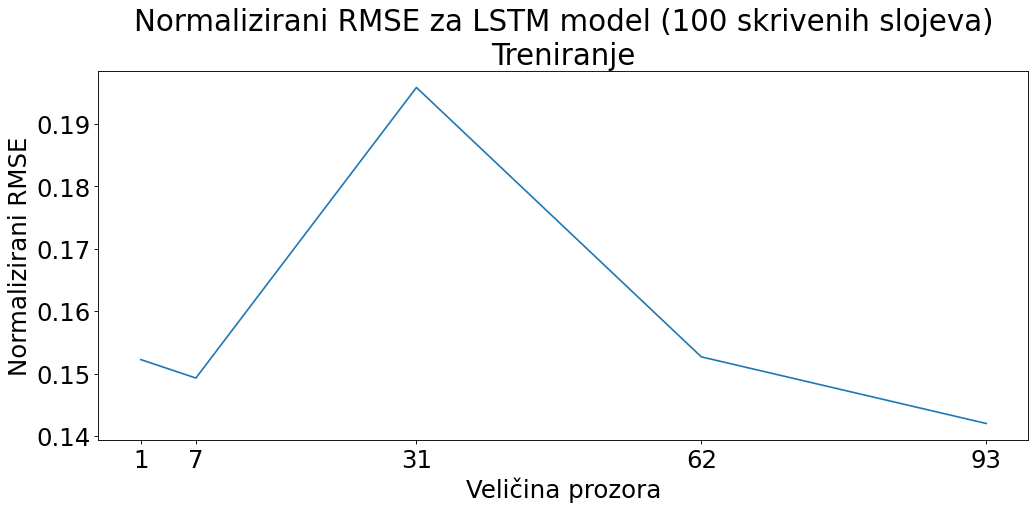 Normalizirani RMSE za LSTM model (100 skrivenih slojeva)
Treniranje
Normalizirani RMSE
0.19
0.18
0.17
0.16
0.15
0.14
1 7 31 62 93
Veličina prozora